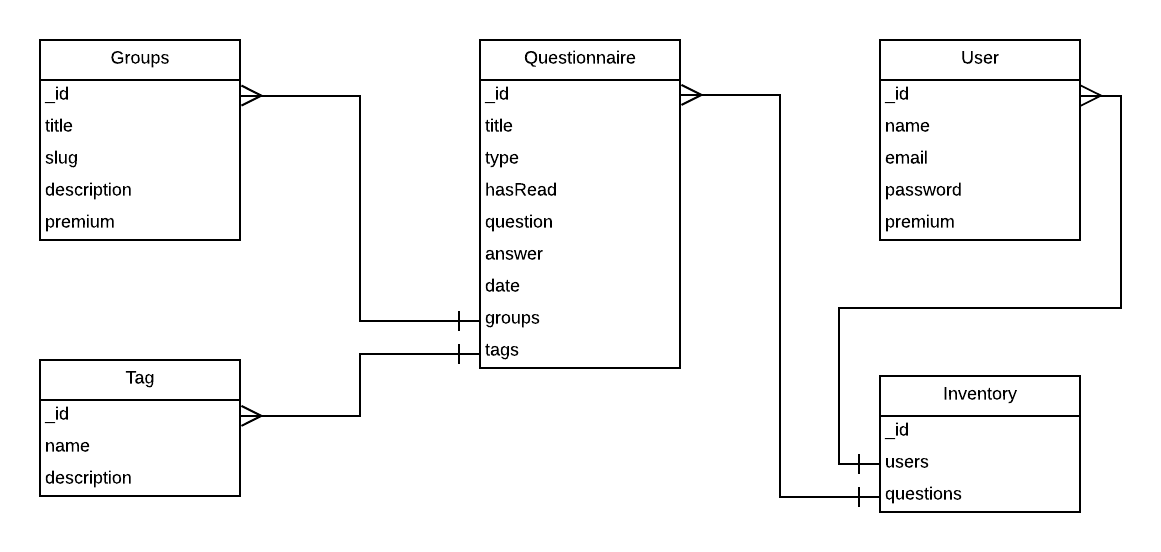 Groups
_id
title
slug
description
premium
Tag
_id
name
description
Questionnaire
_id
title
type
hasRead
question
answer
date
groups
tags
User
_id
name
email
password
premium
Inventory
_id
users
questions